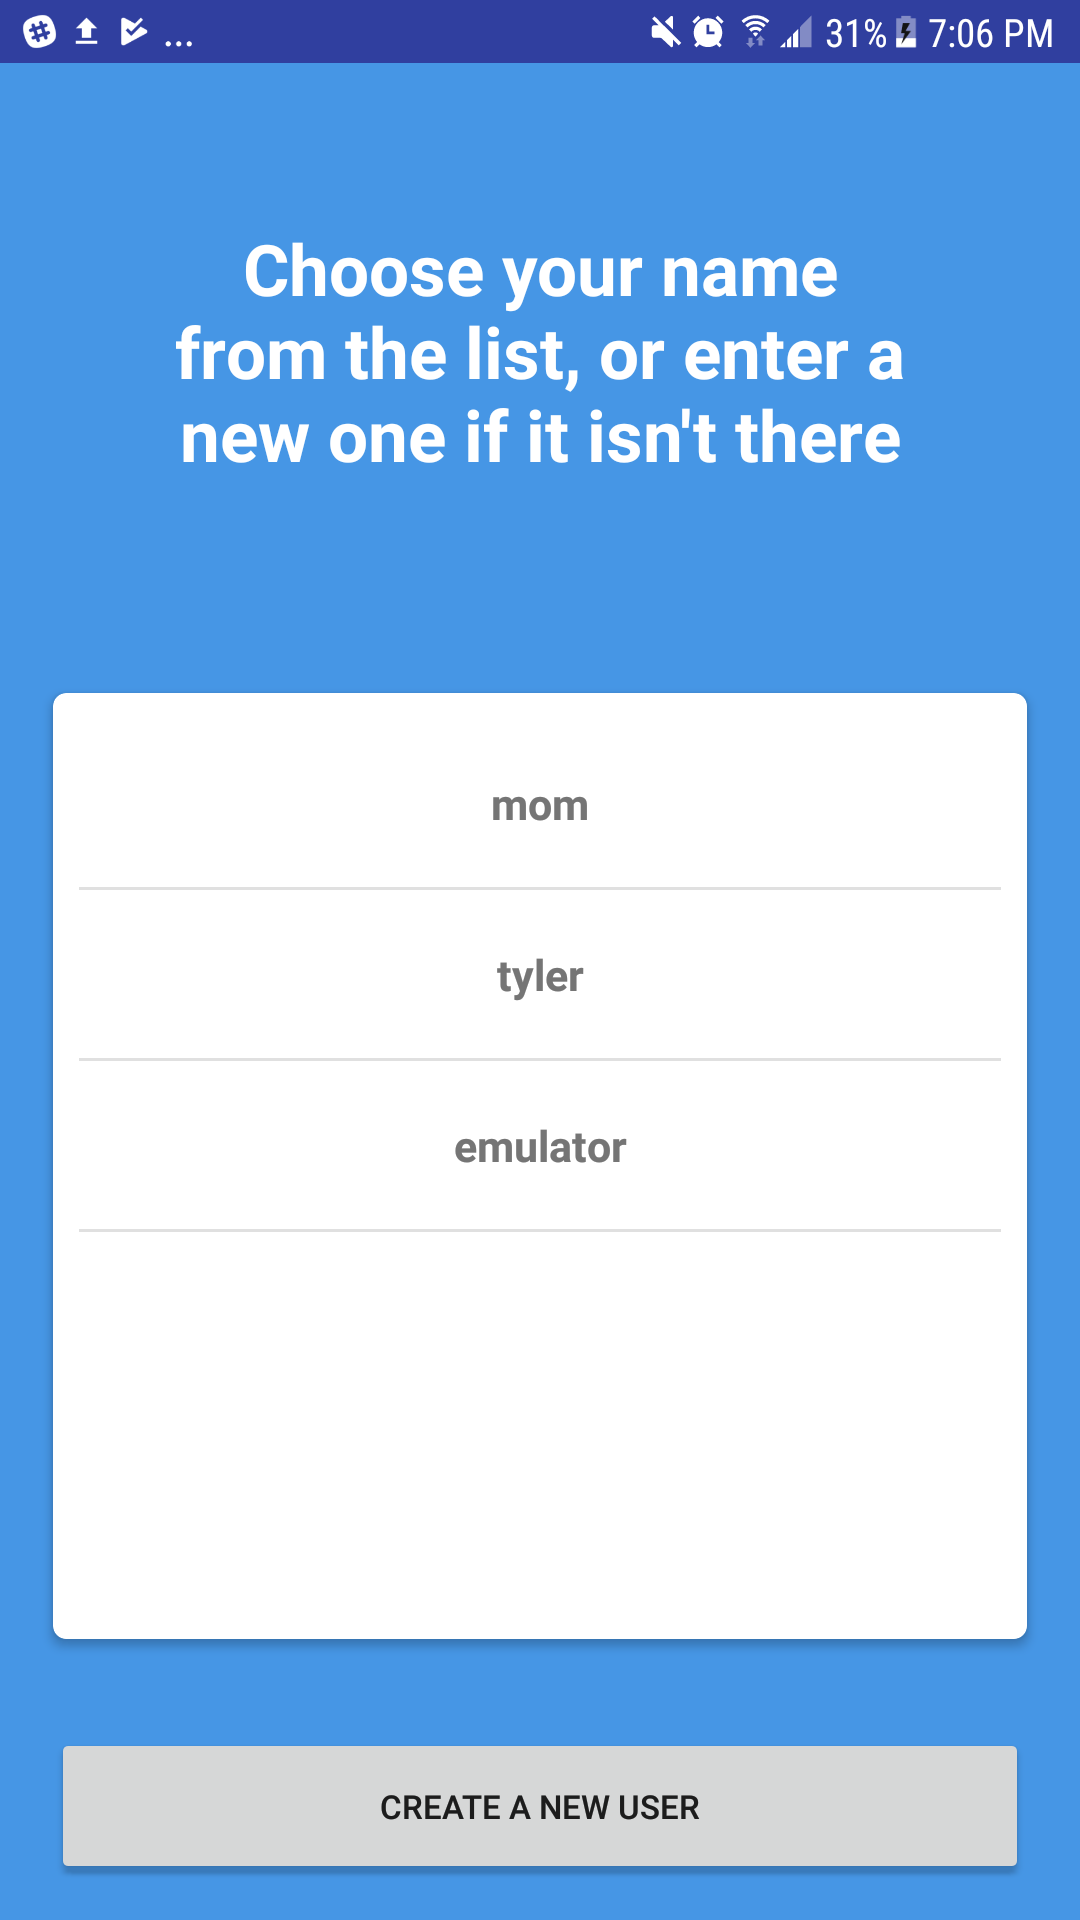 ... 31% 7:06 PM
Choose your name
from the list, or enter a
new one if it isn't there
mom
tyler
emulator
CREATE A NEW USER